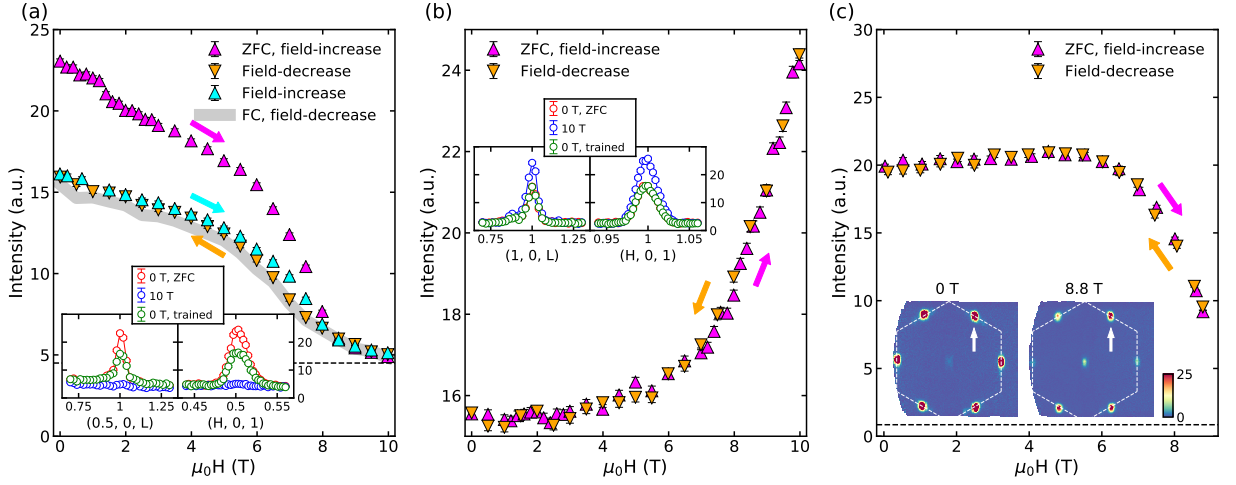 (a)
25
20
15
10
5
0
Intensity (a.u.)
ZFC, field-increase
Field-decrease
Field-increase
FC, field-decrease
0 T, ZFC
10 T
0 T, trained
20
10
0
0.75
1
1.25
(0.5, 0, L)
0.45
0.5
0.55
(H, 0, 1)
0
2
4
6
8
10
μ0H (T)
(b)
24
22
20
18
16
Intensity (a.u.)
ZFC, field-increase
Field-decrease
0 T, ZFC
10 T
0 T, trained
20
10
0
0.75
1
1.25
(1, 0, L)
0.95
1
1.05
(H, 0, 1)
0
2
4
6
8
10
μ0H (T)
(c)
30
25
20
15
10
5
0
Intensity (a.u.)
ZFC, field-increase
Field-decrease
0 T
8.8 T
25
0
0
2
4
6
8
μ0H (T)